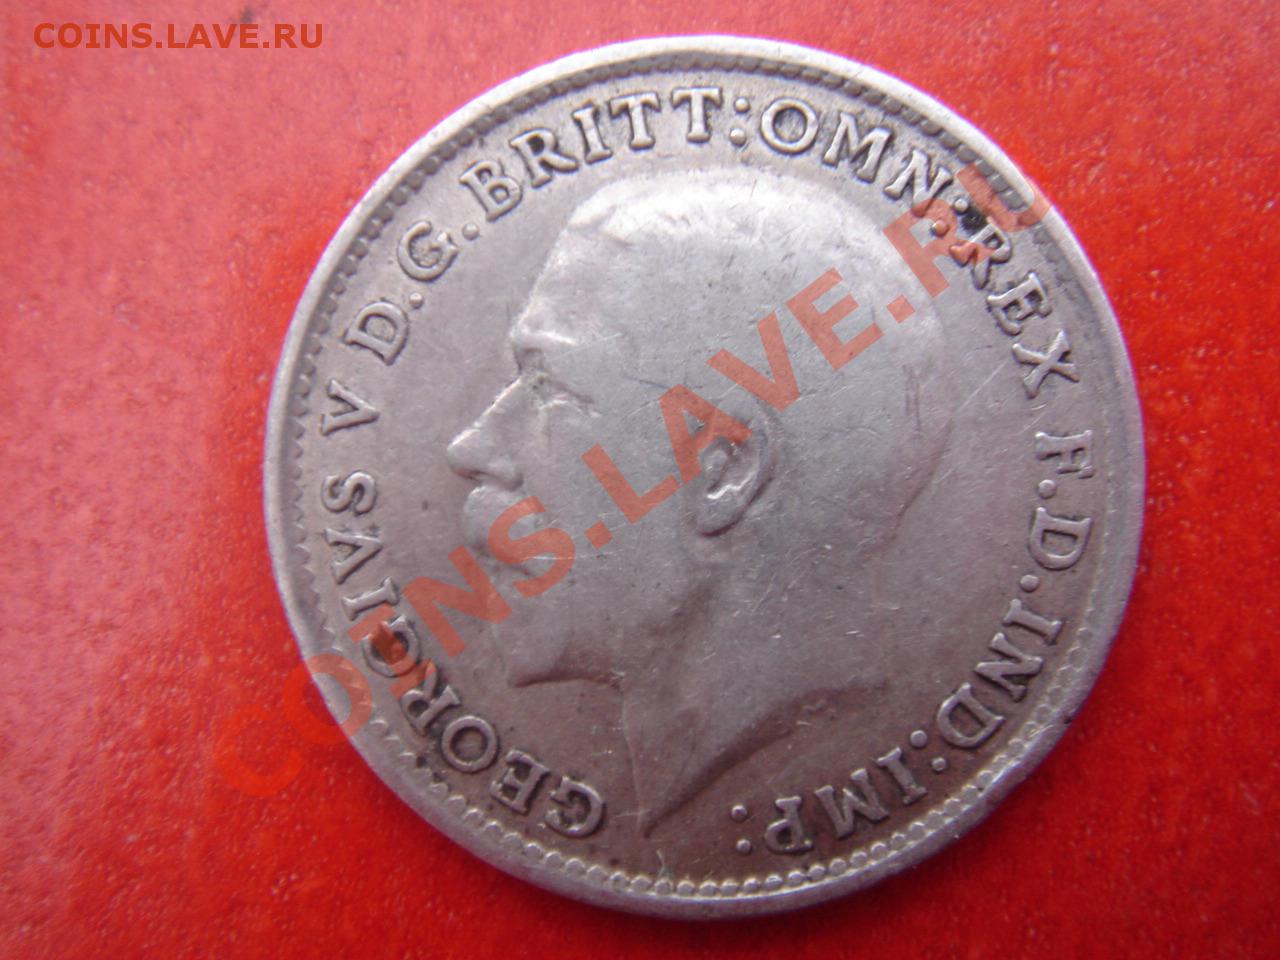 COINS.LAVE.RU
GEORGIVS V D.G.BRITT:OMN:REX F.D.IND:IMP:
COINS.LAVE.RU